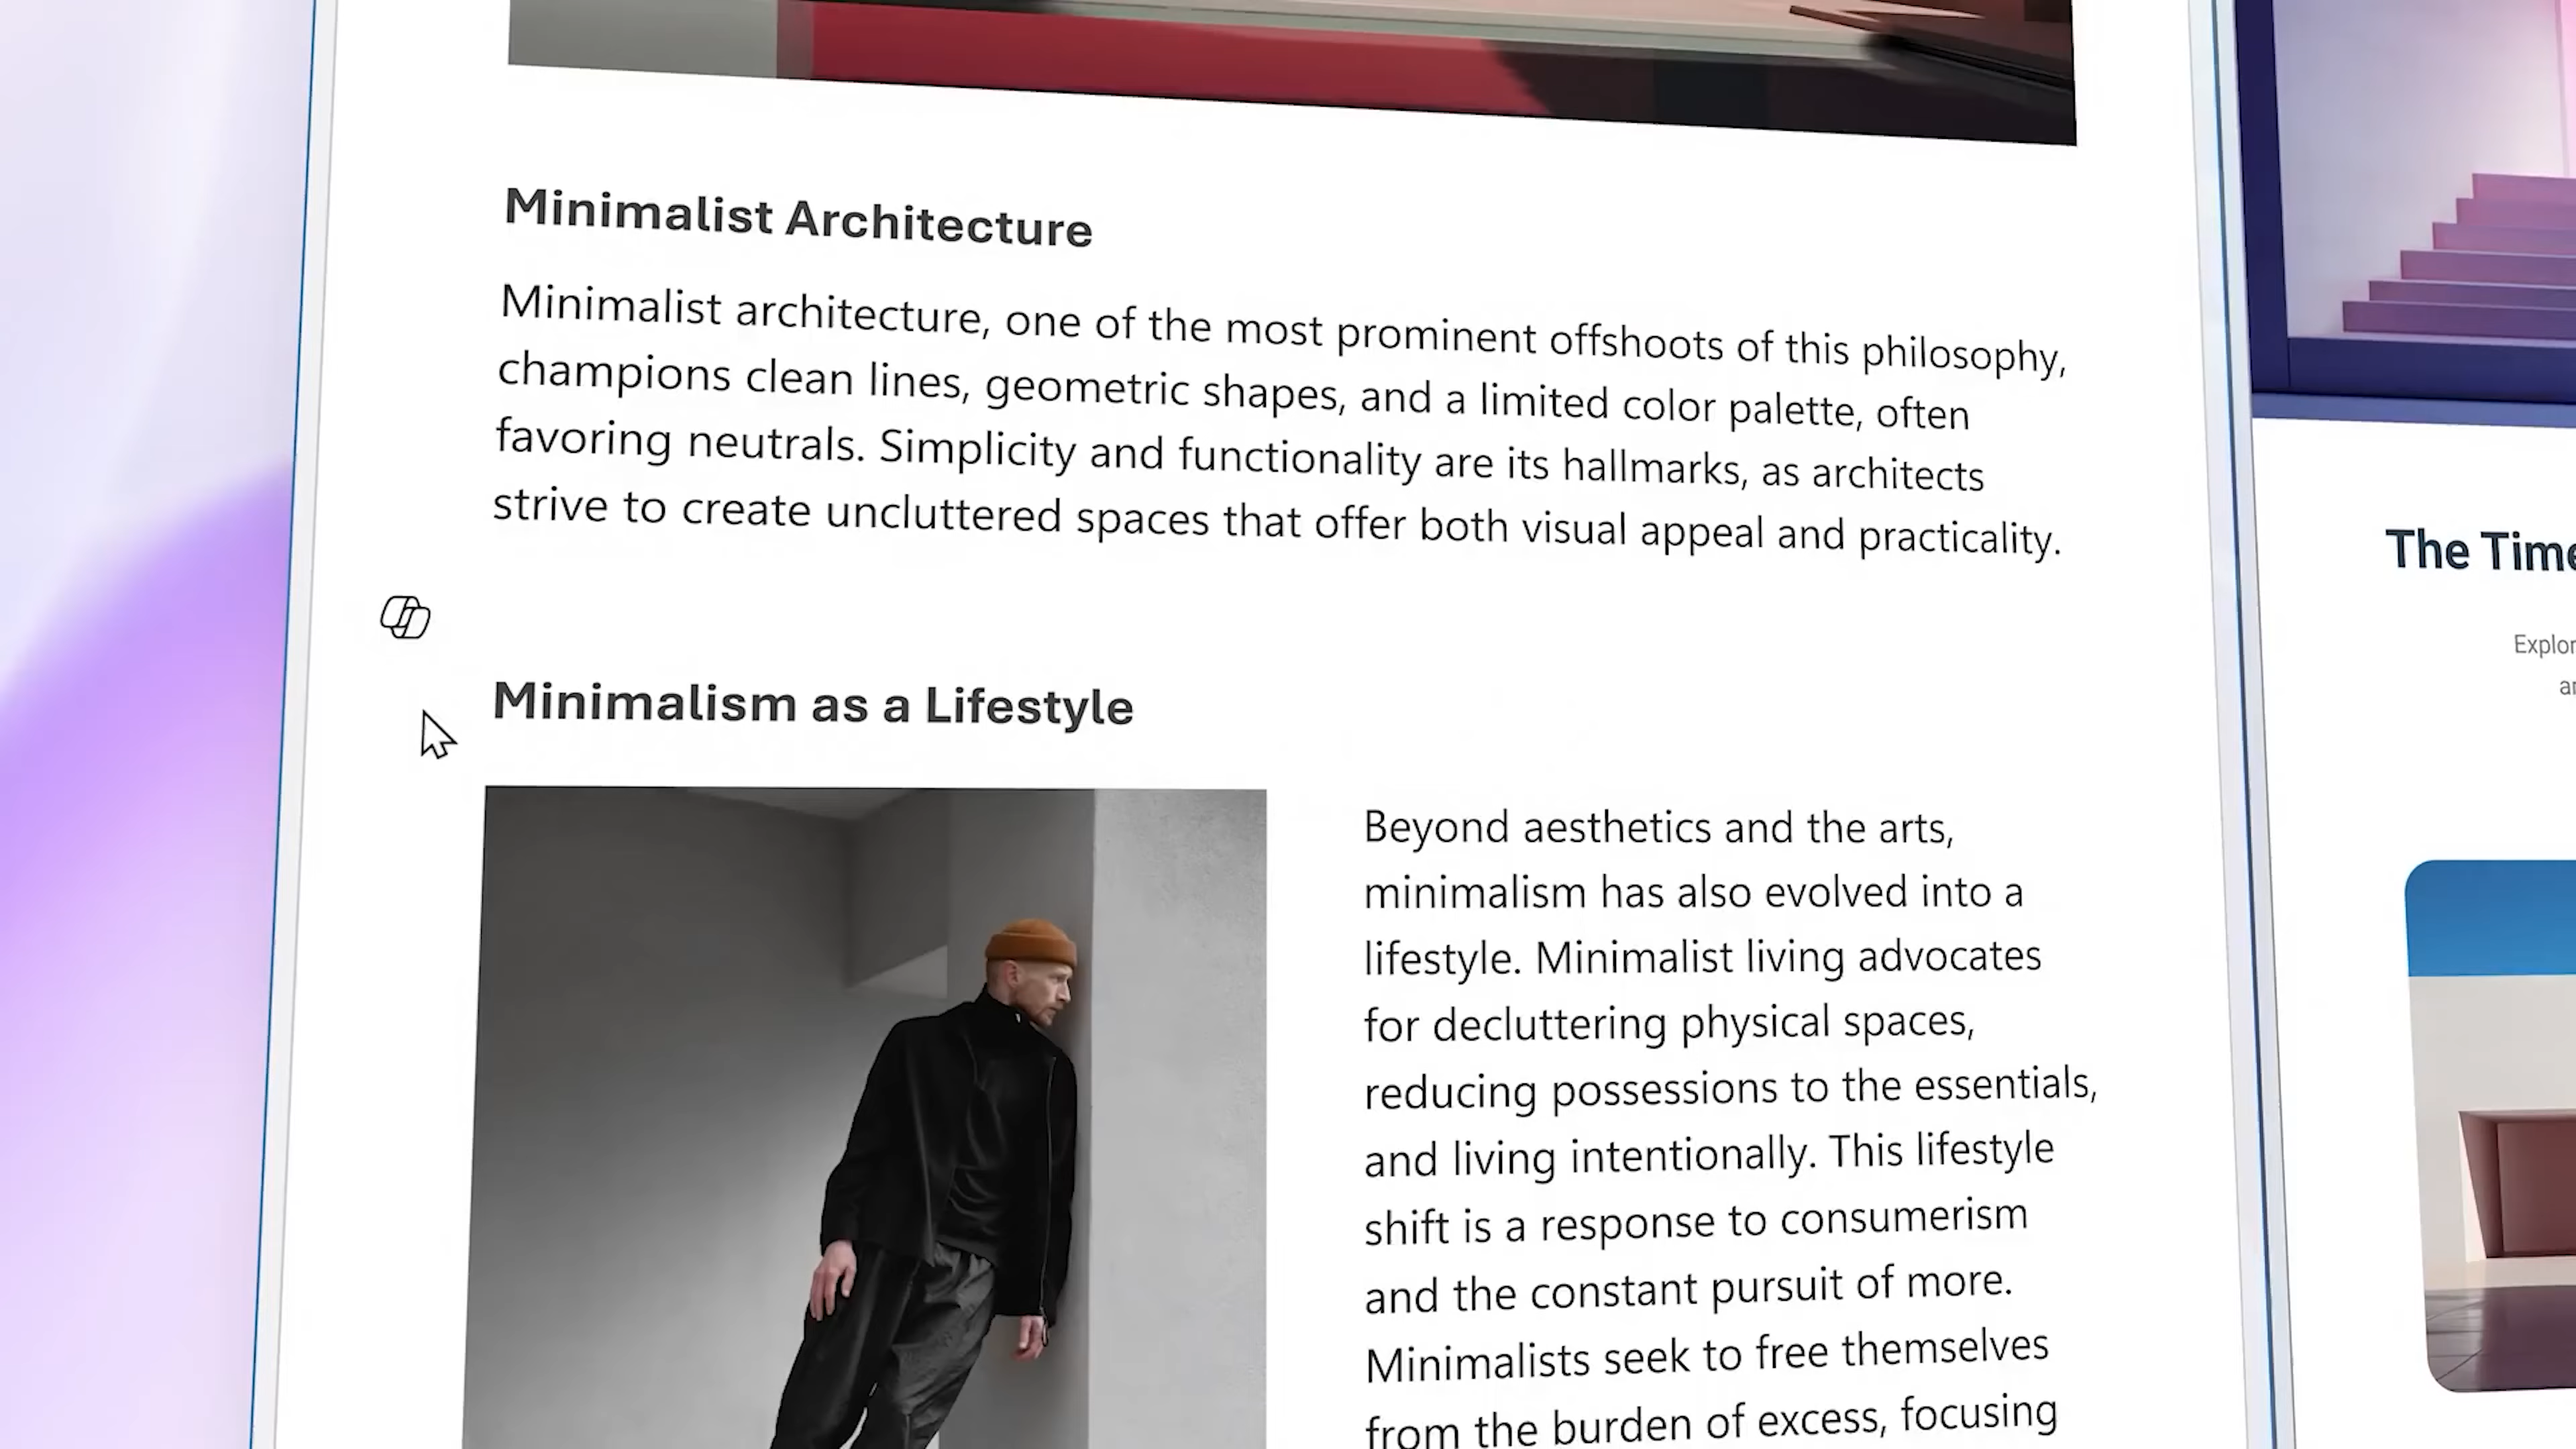 Minimalist Architecture
Minimalist architecture, one of the most prominent offshoots of this philosophy,
champions clean lines, geometric shapes, and a limited color palette, often
favoring neutrals. Simplicity and functionality are its hallmarks, as architects
strive to create uncluttered spaces that offer both visual appeal and practicality.
Minimalism as a Lifestyle
Beyond aesthetics and the arts,
minimalism has also evolved into a
lifestyle. Minimalist living advocates
for decluttering physical spaces,
reducing possessions to the essentials,
and living intentionally. This lifestyle
shift is a response to consumerism
and the constant pursuit of more.
Minimalists seek to free themselves
from the burden of excess, focusing
The